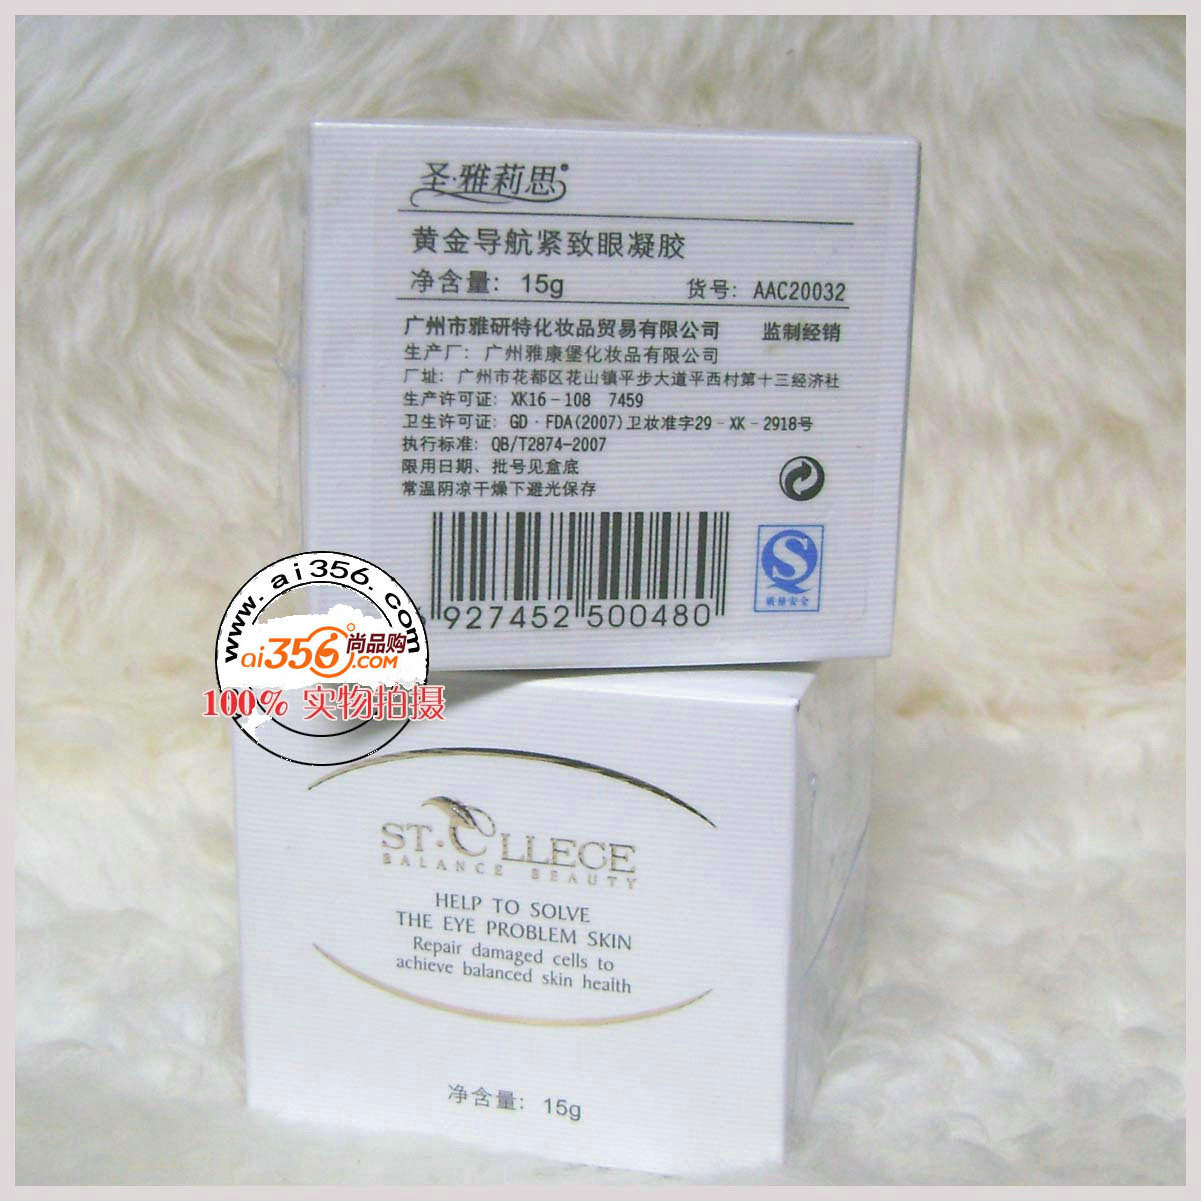 圣·雅莉思®
黄金导航紧致眼凝胶
净含量: 15g 货号: AAC20032
广州市雅研特化妆品贸易有限公司 监制经销
生产厂: 广州雅康堡化妆品有限公司
厂址: 广州市花都区花山镇平步大道平西村第十三经济社
生产许可证: XK16-108 7459
卫生许可证: GD·FDA(2007)卫妆准字29-XK-2918号
执行标准: QB/T2874-2007
限用日期、批号见盒底
常温阴凉干燥下避光保存
6 927452 500480
质量安全
www.ai356.com
ai356.com 尚品购
100% 实物拍摄
ST·COLLEGE
BALANCE BEAUTY
HELP TO SOLVE
THE EYE PROBLEM SKIN
Repair damaged cells to
achieve balanced skin health
净含量: 15g